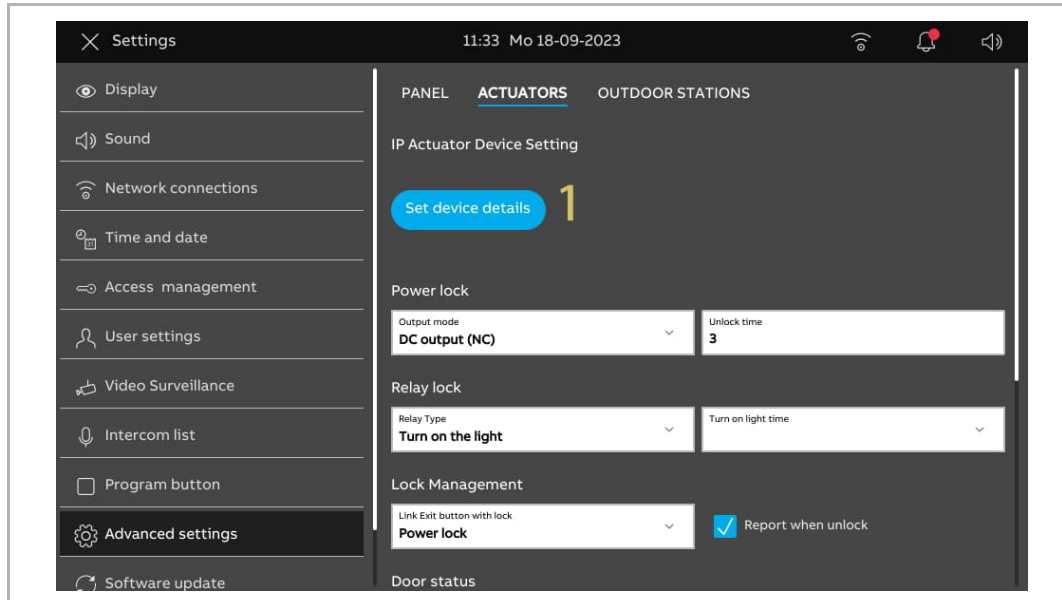 Settings
11:33 Mo 18-09-2023
Display
Sound
Network connections
Time and date
Access management
User settings
Video Surveillance
Intercom list
Program button
Advanced settings
Software update
PANEL ACTUATORS OUTDOOR STATIONS
IP Actuator Device Setting
Set device details 1
Power lock
Output mode
DC output (NC)
Unlock time
3
Relay lock
Relay Type
Turn on the light
Turn on light time
Lock Management
Link Exit button with lock
Power lock
Report when unlock
Door status